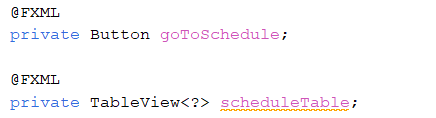 @FXML
private Button goToSchedule;
@FXML
private TableView<?> scheduleTable;